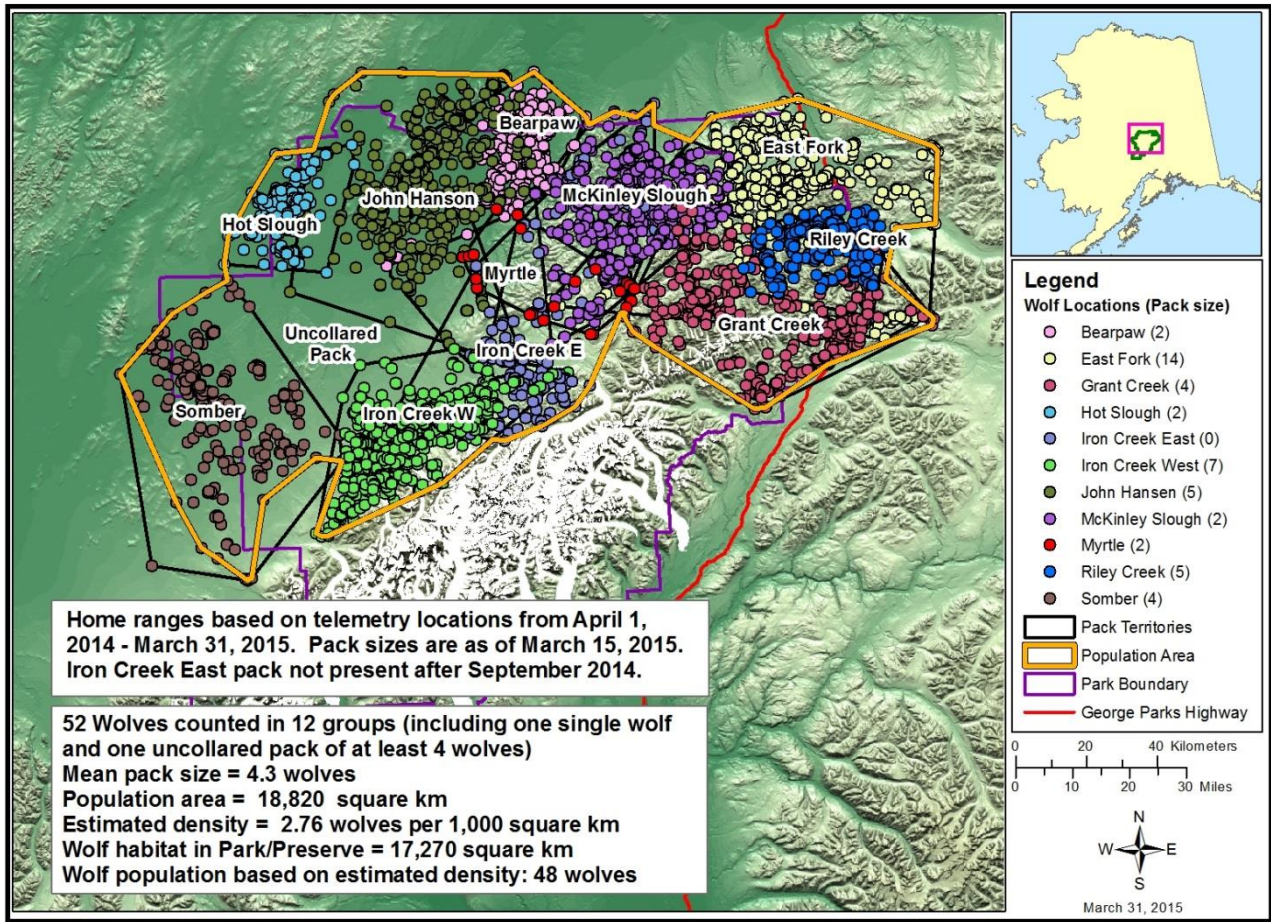 Bearpaw
East Fork
John Hanson
McKinley Slough
Hot Slough
Riley Creek
Myrtle
Uncollared
Pack
Grant Creek
Iron Creek E
Somber
Iron Creek W
Home ranges based on telemetry locations from April 1,
2014 - March 31, 2015. Pack sizes are as of March 15, 2015.
Iron Creek East pack not present after September 2014.
52 Wolves counted in 12 groups (including one single wolf
and one uncollared pack of at least 4 wolves)
Mean pack size = 4.3 wolves
Population area = 18,820 square km
Estimated density = 2.76 wolves per 1,000 square km
Wolf habitat in Park/Preserve = 17,270 square km
Wolf population based on estimated density: 48 wolves
Legend
Wolf Locations (Pack size)
Bearpaw (2)
East Fork (14)
Grant Creek (4)
Hot Slough (2)
Iron Creek East (0)
Iron Creek West (7)
John Hansen (5)
McKinley Slough (2)
Myrtle (2)
Riley Creek (5)
Somber (4)
Pack Territories
Population Area
Park Boundary
George Parks Highway
0 20 40 Kilometers
0 10 20 30 Miles
N
W E
S
March 31, 2015